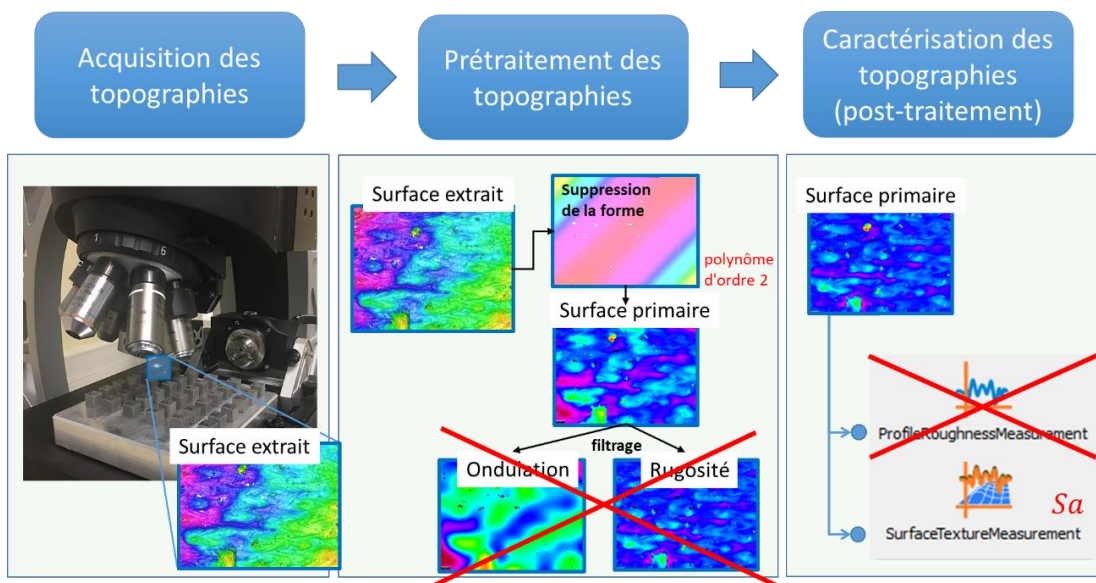 Acquisition des
topographies
Prétraitement des
topographies
Caractérisation des
topographies
(post-traitement)
Surface extrait
Surface extrait
Suppression
de la forme
polynôme
d'ordre 2
Surface primaire
filtrage
Ondulation
Rugosité
Surface primaire
ProfileRoughnessMeasurement
Sa
SurfaceTextureMeasurement